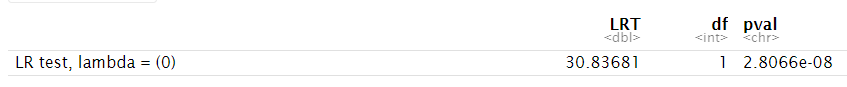 LRT df pval
<dbl> <int> <chr>
LR test, lambda = (0) 30.83681 1 2.8066e-08